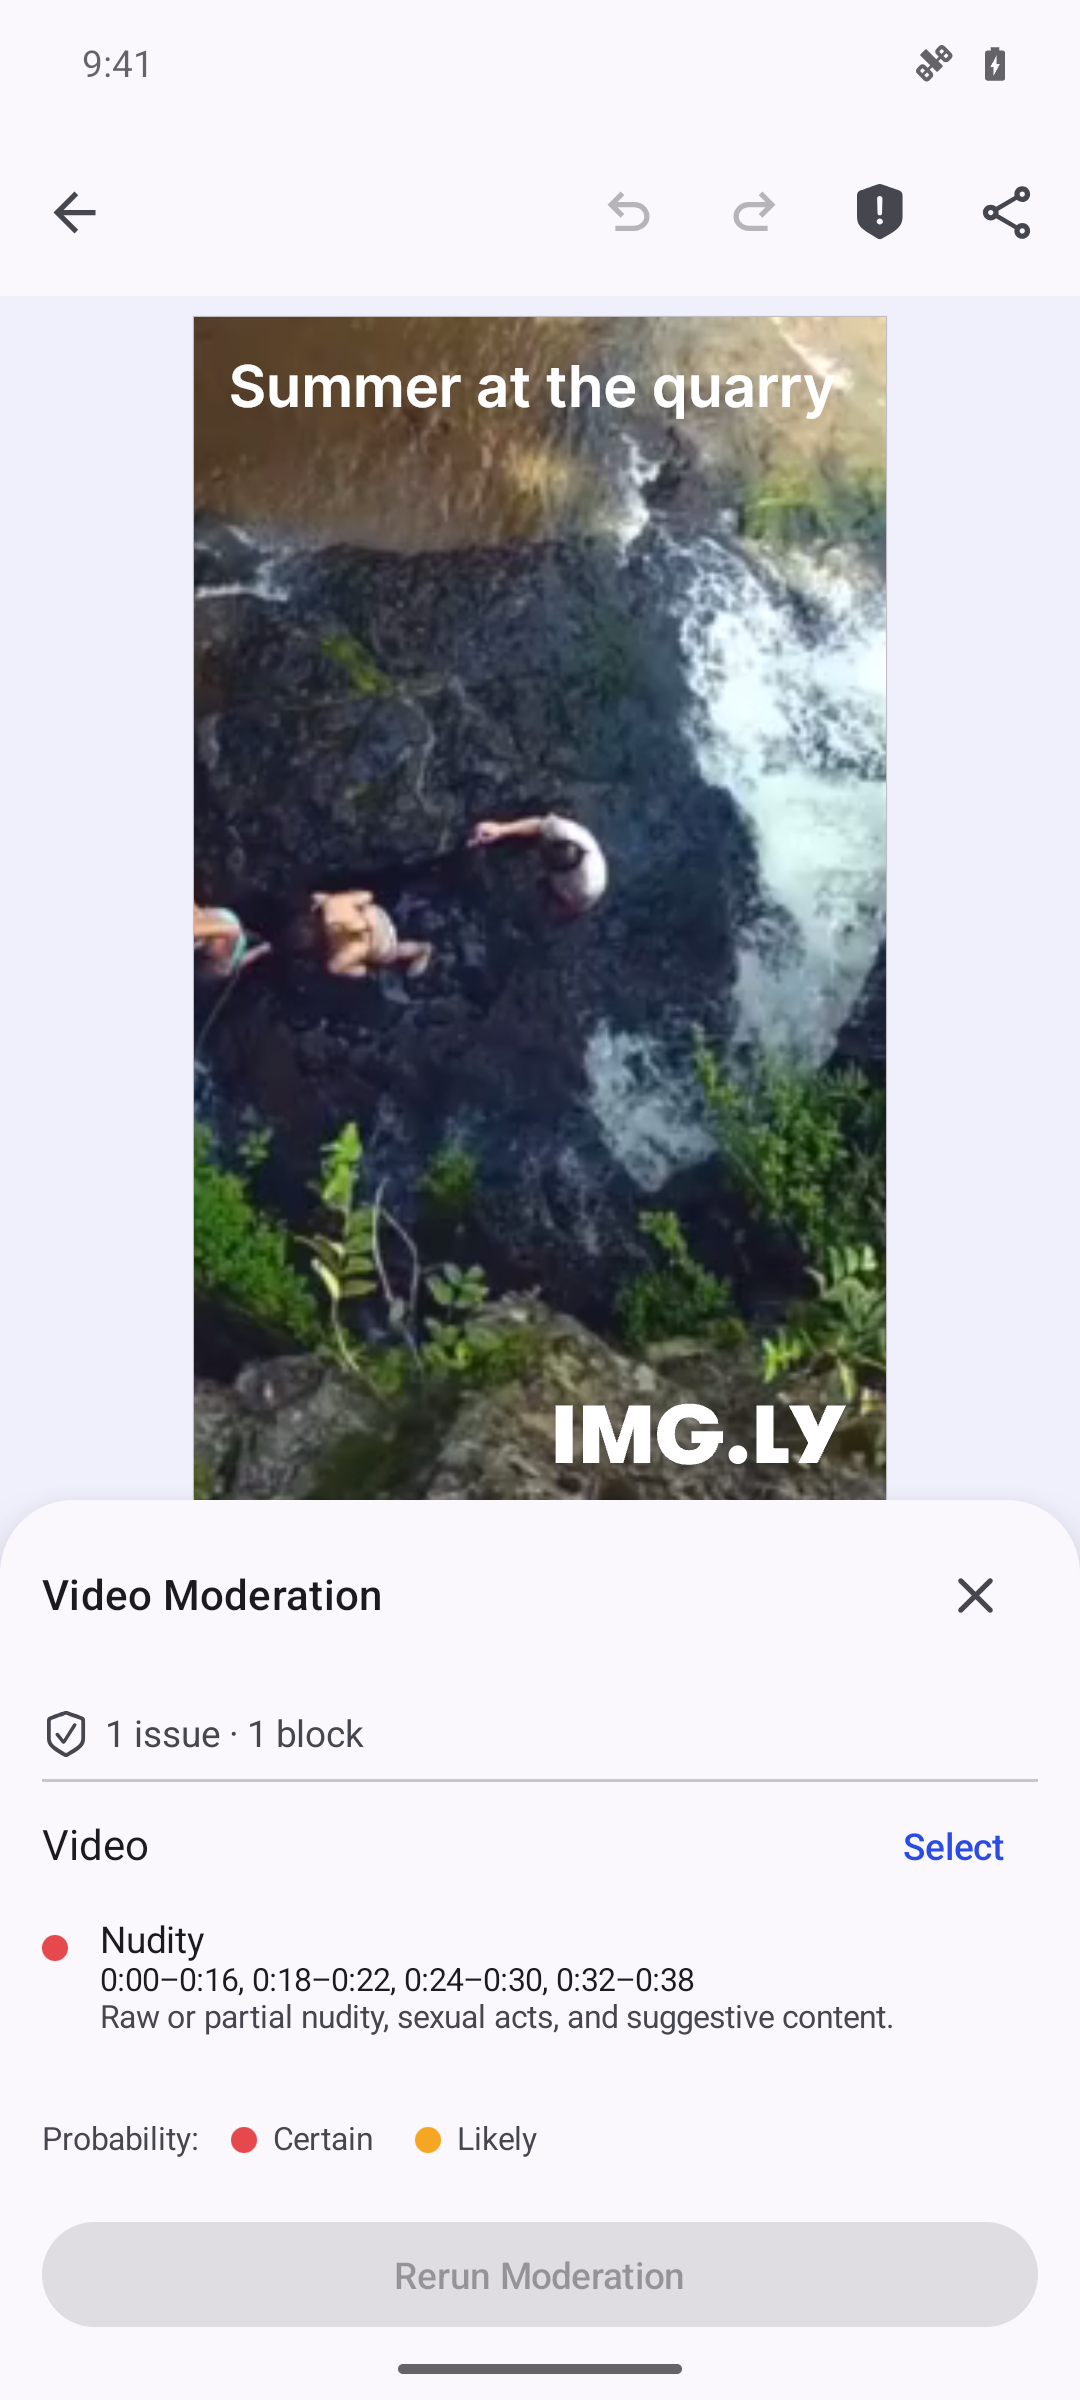 9:41
Summer at the quarry
IMG.LY
Video Moderation
1 issue · 1 block
Video
Select
Nudity
0:00–0:16, 0:18–0:22, 0:24–0:30, 0:32–0:38
Raw or partial nudity, sexual acts, and suggestive content.
Probability: Certain Likely
Rerun Moderation